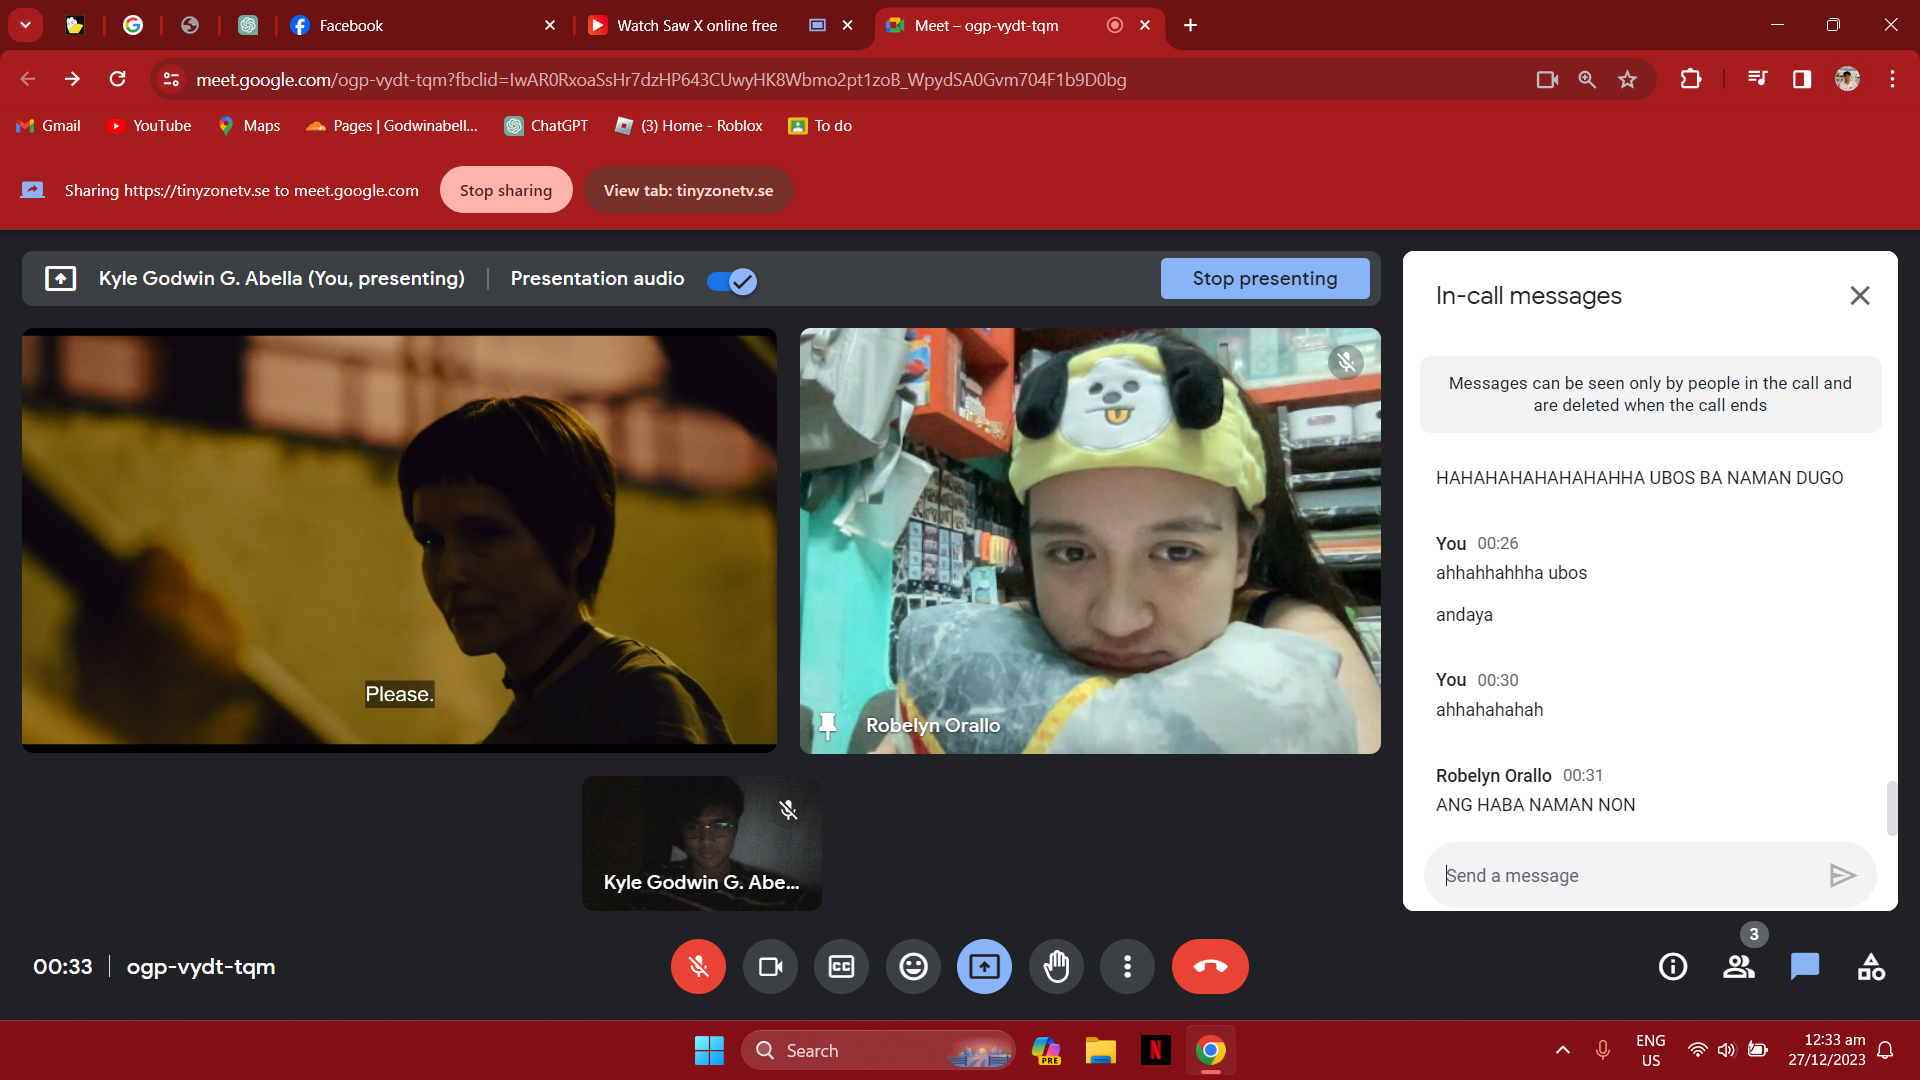 Facebook
Watch Saw X online free
Meet – ogp-vydt-tqm
meet.google.com/ogp-vydt-tqm?fbclid=IwAR0RxoaSsHr7dzHP643CUwyHK8Wbmo2pt1zoB_WpydSA0Gvm704F1b9D0bg
Gmail
YouTube
Maps
Pages | Godwinabell...
ChatGPT
(3) Home - Roblox
To do
Sharing https://tinyzonetv.se to meet.google.com
Stop sharing
View tab: tinyzonetv.se
Kyle Godwin G. Abella (You, presenting)
Presentation audio
Stop presenting
Please.
Robelyn Orallo
Kyle Godwin G. Abe...
In-call messages
Messages can be seen only by people in the call and
are deleted when the call ends
HAHAHAHAHAHAHAHHA UBOS BA NAMAN DUGO
You 00:26
ahhahhahhha ubos
andaya
You 00:30
ahhahahahah
Robelyn Orallo 00:31
ANG HABA NAMAN NON
Send a message
00:33
ogp-vydt-tqm
CC
3
Search
PRE
N
ENG
US
12:33 am
27/12/2023